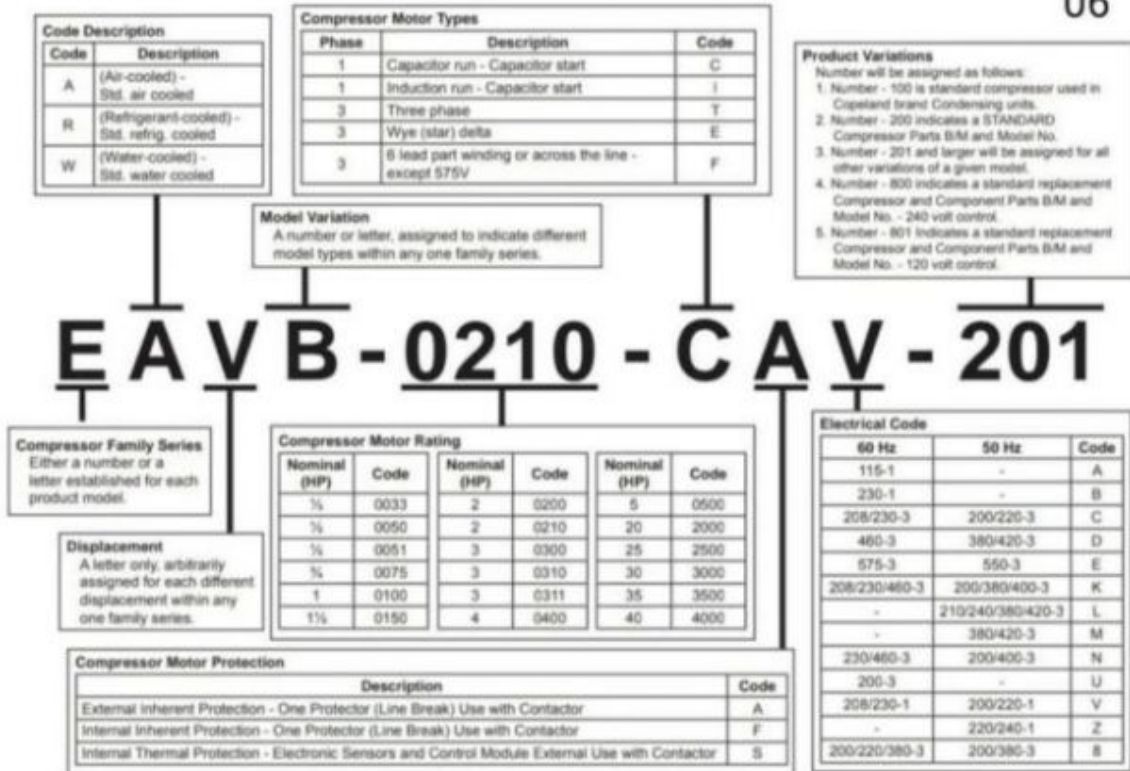 06
Code Description
Code Description
A (Air-cooled) -
Std. air cooled
R (Refrigerant-cooled) -
Std. refrig. cooled
W (Water-cooled) -
Std. water cooled
Compressor Motor Types
Phase Description Code
1 Capacitor run - Capacitor start C
1 Induction run - Capacitor start I
3 Three phase T
3 Wye (star) delta E
3 6 lead part winding or across the line -
except 575V F
Product Variations
Number will be assigned as follows:
1. Number - 100 is standard compressor used in
Copeland brand Condensing units.
2. Number - 200 indicates a STANDARD
Compressor Parts B/M and Model No.
3. Number - 201 and larger will be assigned for all
other variations of a given model.
4. Number - 800 indicates a standard replacement
Compressor and Component Parts B/M and
Model No. - 240 volt control.
5. Number - 801 Indicates a standard replacement
Compressor and Component Parts B/M and
Model No. - 120 volt control.
Model Variation
A number or letter, assigned to indicate different
model types within any one family series.
EAVB-0210-CAV-201
Compressor Family Series
Either a number or a
letter established for each
product model.
Displacement
A letter only, arbitrarily
assigned for each different
displacement within any
one family series.
Compressor Motor Rating
Nominal (HP) Code Nominal (HP) Code Nominal (HP) Code
0033 2 0200 5 0500
0050 2 0210 20 2000
0051 3 0300 25 2500
¾ 0075 3 0310 30 3000
1 0100 3 0311 35 3500
1½ 0150 4 0400 40 4000
Compressor Motor Protection
Description Code
External Inherent Protection - One Protector (Line Break) Use with Contactor A
Internal Inherent Protection - One Protector (Line Break) Use with Contactor F
Internal Thermal Protection - Electronic Sensors and Control Module External Use with Contactor S
Electrical Code
60 Hz 50 Hz Code
115-1 - A
230-1 - B
208/230-3 200/220-3 C
460-3 380/420-3 D
575-3 550-3 E
208/230/460-3 200/380/400-3 K
- 210/240/380/420-3 L
- 380/420-3 M
230/460-3 200/400-3 N
200-3 - U
208/230-1 200/220-1 V
- 220/240-1 Z
200/220/380-3 200/380-3 8